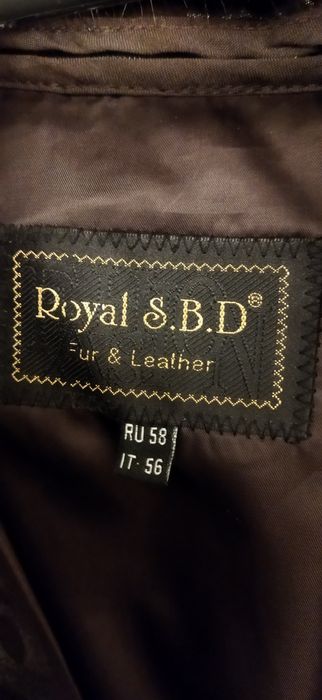 Royal S.B.D®
Fur & Leather
RU 58
IT 56